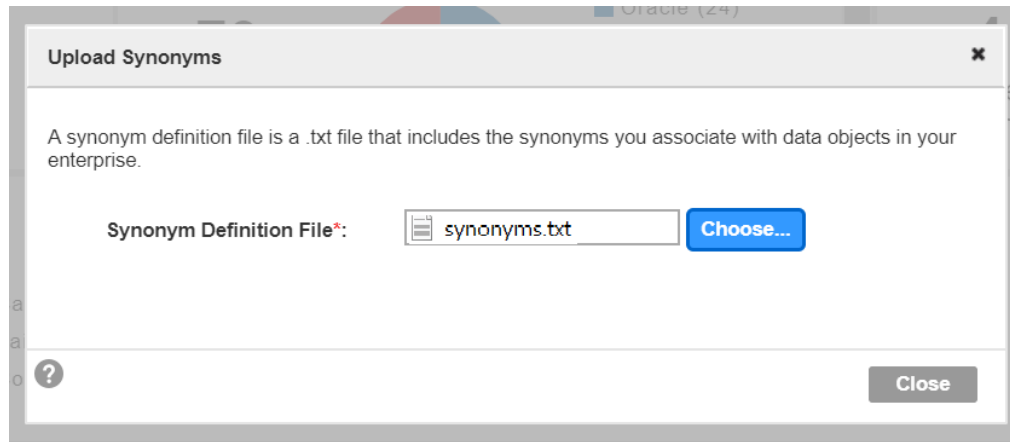 Oracle (24)
Upload Synonyms
A synonym definition file is a .txt file that includes the synonyms you associate with data objects in your
enterprise.
Synonym Definition File*: synonyms.txt Choose...
a
a
o ?
Close